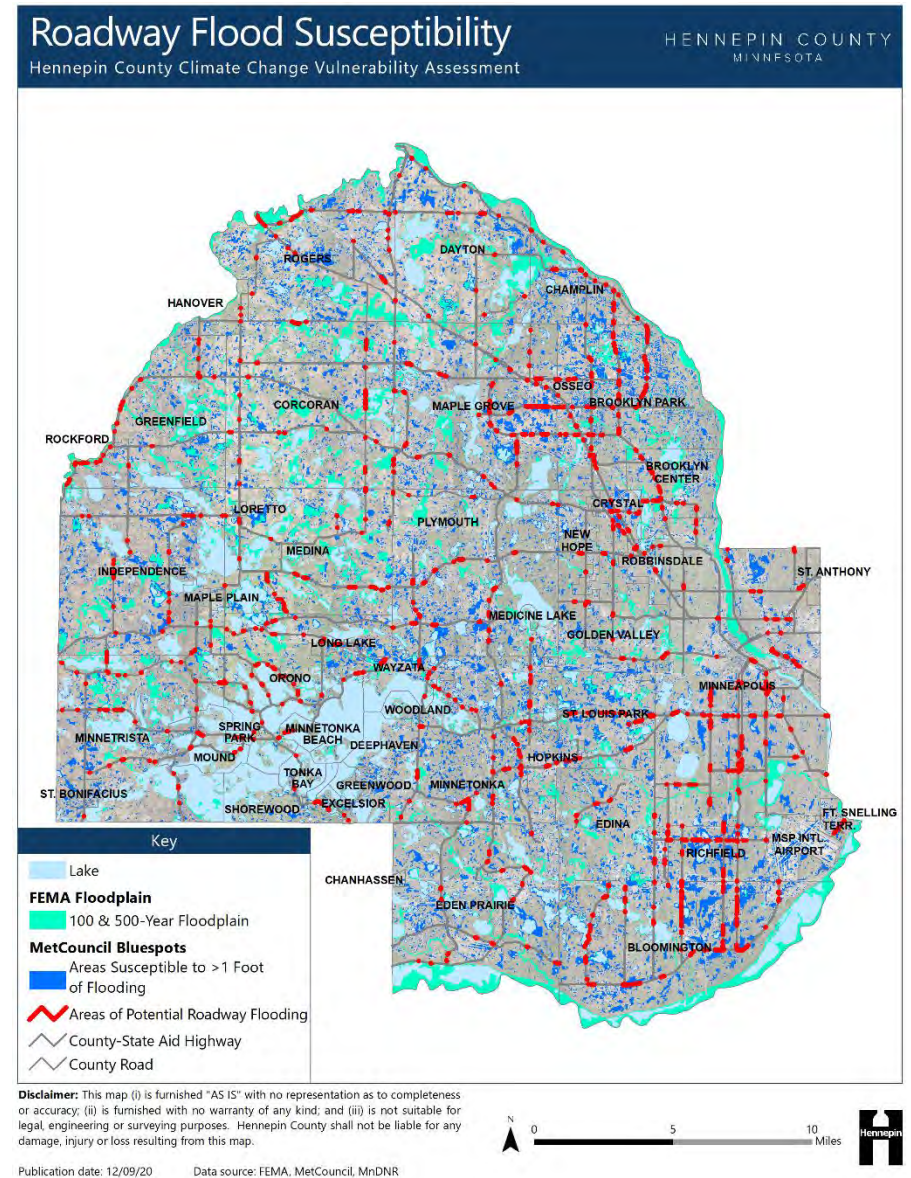 Roadway Flood Susceptibility
Hennepin County Climate Change Vulnerability Assessment
HENNEPIN COUNTY
MINNESOTA
ROGERS
DAYTON
CHAMPLIN
HANOVER
OSSEO
CORCORAN
MAPLE GROVE
BROOKLYN PARK
GREENFIELD
ROCKFORD
BROOKLYN
CENTER
LORETTO
CRYSTAL
PLYMOUTH
NEW
HOPE
MEDINA
ROBBINSDALE
INDEPENDENCE
ST. ANTHONY
MAPLE PLAIN
MEDICINE LAKE
GOLDEN VALLEY
LONG LAKE
WAYZATA
ORONO
MINNEAPOLIS
WOODLAND
ST. LOUIS PARK
SPRING
PARK
MINNETONKA
BEACH
MINNETRISTA
DEEPHAVEN
MOUND
HOPKINS
TONKA
BAY
GREENWOOD
MINNETONKA
ST. BONIFACIUS
EXCELSIOR
SHOREWOOD
FT. SNELLING
TERR.
EDINA
MSP INTL.
AIRPORT
RICHFIELD
CHANHASSEN
EDEN PRAIRIE
BLOOMINGTON
Key
Lake
FEMA Floodplain
100 & 500-Year Floodplain
MetCouncil Bluespots
Areas Susceptible to >1 Foot
of Flooding
Areas of Potential Roadway Flooding
County-State Aid Highway
County Road
Disclaimer: This map (i) is furnished "AS IS" with no representation as to completeness
or accuracy; (ii) is furnished with no warranty of any kind; and (iii) is not suitable for
legal, engineering or surveying purposes. Hennepin County shall not be liable for any
damage, injury or loss resulting from this map.
Publication date: 12/09/20 Data source: FEMA, MetCouncil, MnDNR
N
0 5 10
Miles
Hennepin